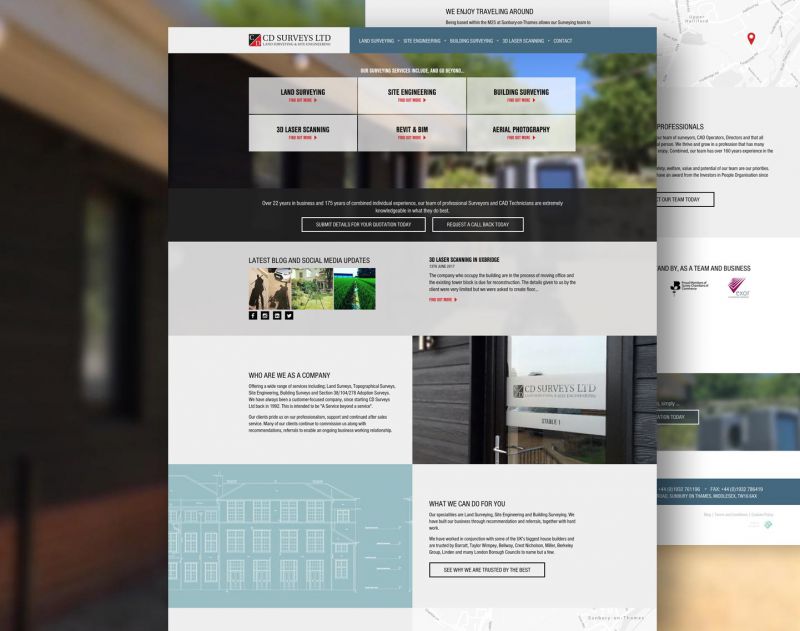 WE ENJOY TRAVELING AROUND
Being based within the M25 at Sunbury-on-Thames allows our Surveying team to
Upper
Halliford
CD SURVEYS LTD
LAND SURVEYING & SITE ENGINEERING
LAND SURVEYING • SITE ENGINEERING • BUILDING SURVEYING • 3D LASER SCANNING • CONTACT
OUR SURVEYING SERVICES INCLUDE, AND GO BEYOND...
LAND SURVEYING
FIND OUT MORE
SITE ENGINEERING
FIND OUT MORE
BUILDING SURVEYING
FIND OUT MORE
3D LASER SCANNING
FIND OUT MORE
REVIT & BIM
FIND OUT MORE
AERIAL PHOTOGRAPHY
FIND OUT MORE
Over 22 years in business and 175 years of combined individual experience, our team of professional Surveyors and CAD Technicians are extremely
knowledgeable in what they do best.
SUBMIT DETAILS FOR YOUR QUOTATION TODAY
REQUEST A CALL BACK TODAY
LATEST BLOG AND SOCIAL MEDIA UPDATES
3D LASER SCANNING IN UXBRIDGE
13TH JUNE 2017
The company who occupy the building are in the process of moving office and
the existing tower block is due for reconstruction. The details given to us by the
client were very limited but we were asked to create floor...
FIND OUT MORE
WHO ARE WE AS A COMPANY
Offering a wide range of services including; Land Surveys, Topographical Surveys,
Site Engineering, Building Surveys and Section 38/104/278 Adoption Surveys.
We have always been a customer-focused company, since starting CD Surveys
Ltd back in 1992. This is intended to be "A Service beyond a service".
Our clients pride us on our professionalism, support and continued after sales
service. Many of our clients continue to commission us along with
recommendations, referrals to enable an ongoing business working relationship.
CD SURVEYS LTD
LAND SURVEYING & SITE ENGINEERING
STABLE 1
WHAT WE CAN DO FOR YOU
Our specialities are Land Surveying, Site Engineering and Building Surveying. We
have built our business through recommendation and referrals, together with hard
work.
We have worked in conjunction with some of the UK's biggest house builders and
are trusted by Barratt, Taylor Wimpey, Bellway, Crest Nicholson, Miller, Berkeley
Group, Linden and many London Borough Councils to name but a few.
SEE WHY WE ARE TRUSTED BY THE BEST
Sunbury-on-Thames
PROFESSIONALS
team of surveyors, CAD Operators, Directors and that all
person. We thrive and grow in a profession that has many
Combined, our team has over 160 years experience in the
welfare, value and potential of our team are our priorities.
have an award from the Investors in People Organisation since
OUR TEAM TODAY
AND BY, AS A TEAM AND BUSINESS
Proud Members of
Surrey Chambers of
Commerce
exor
simply ...
TODAY
+44 (0)1932 761196 • FAX: +44 (0)1932 786419
ROAD, SUNBURY ON THAMES, MIDDLESEX, TW16 6AX
Blog | Terms and Conditions | Cookies Policy